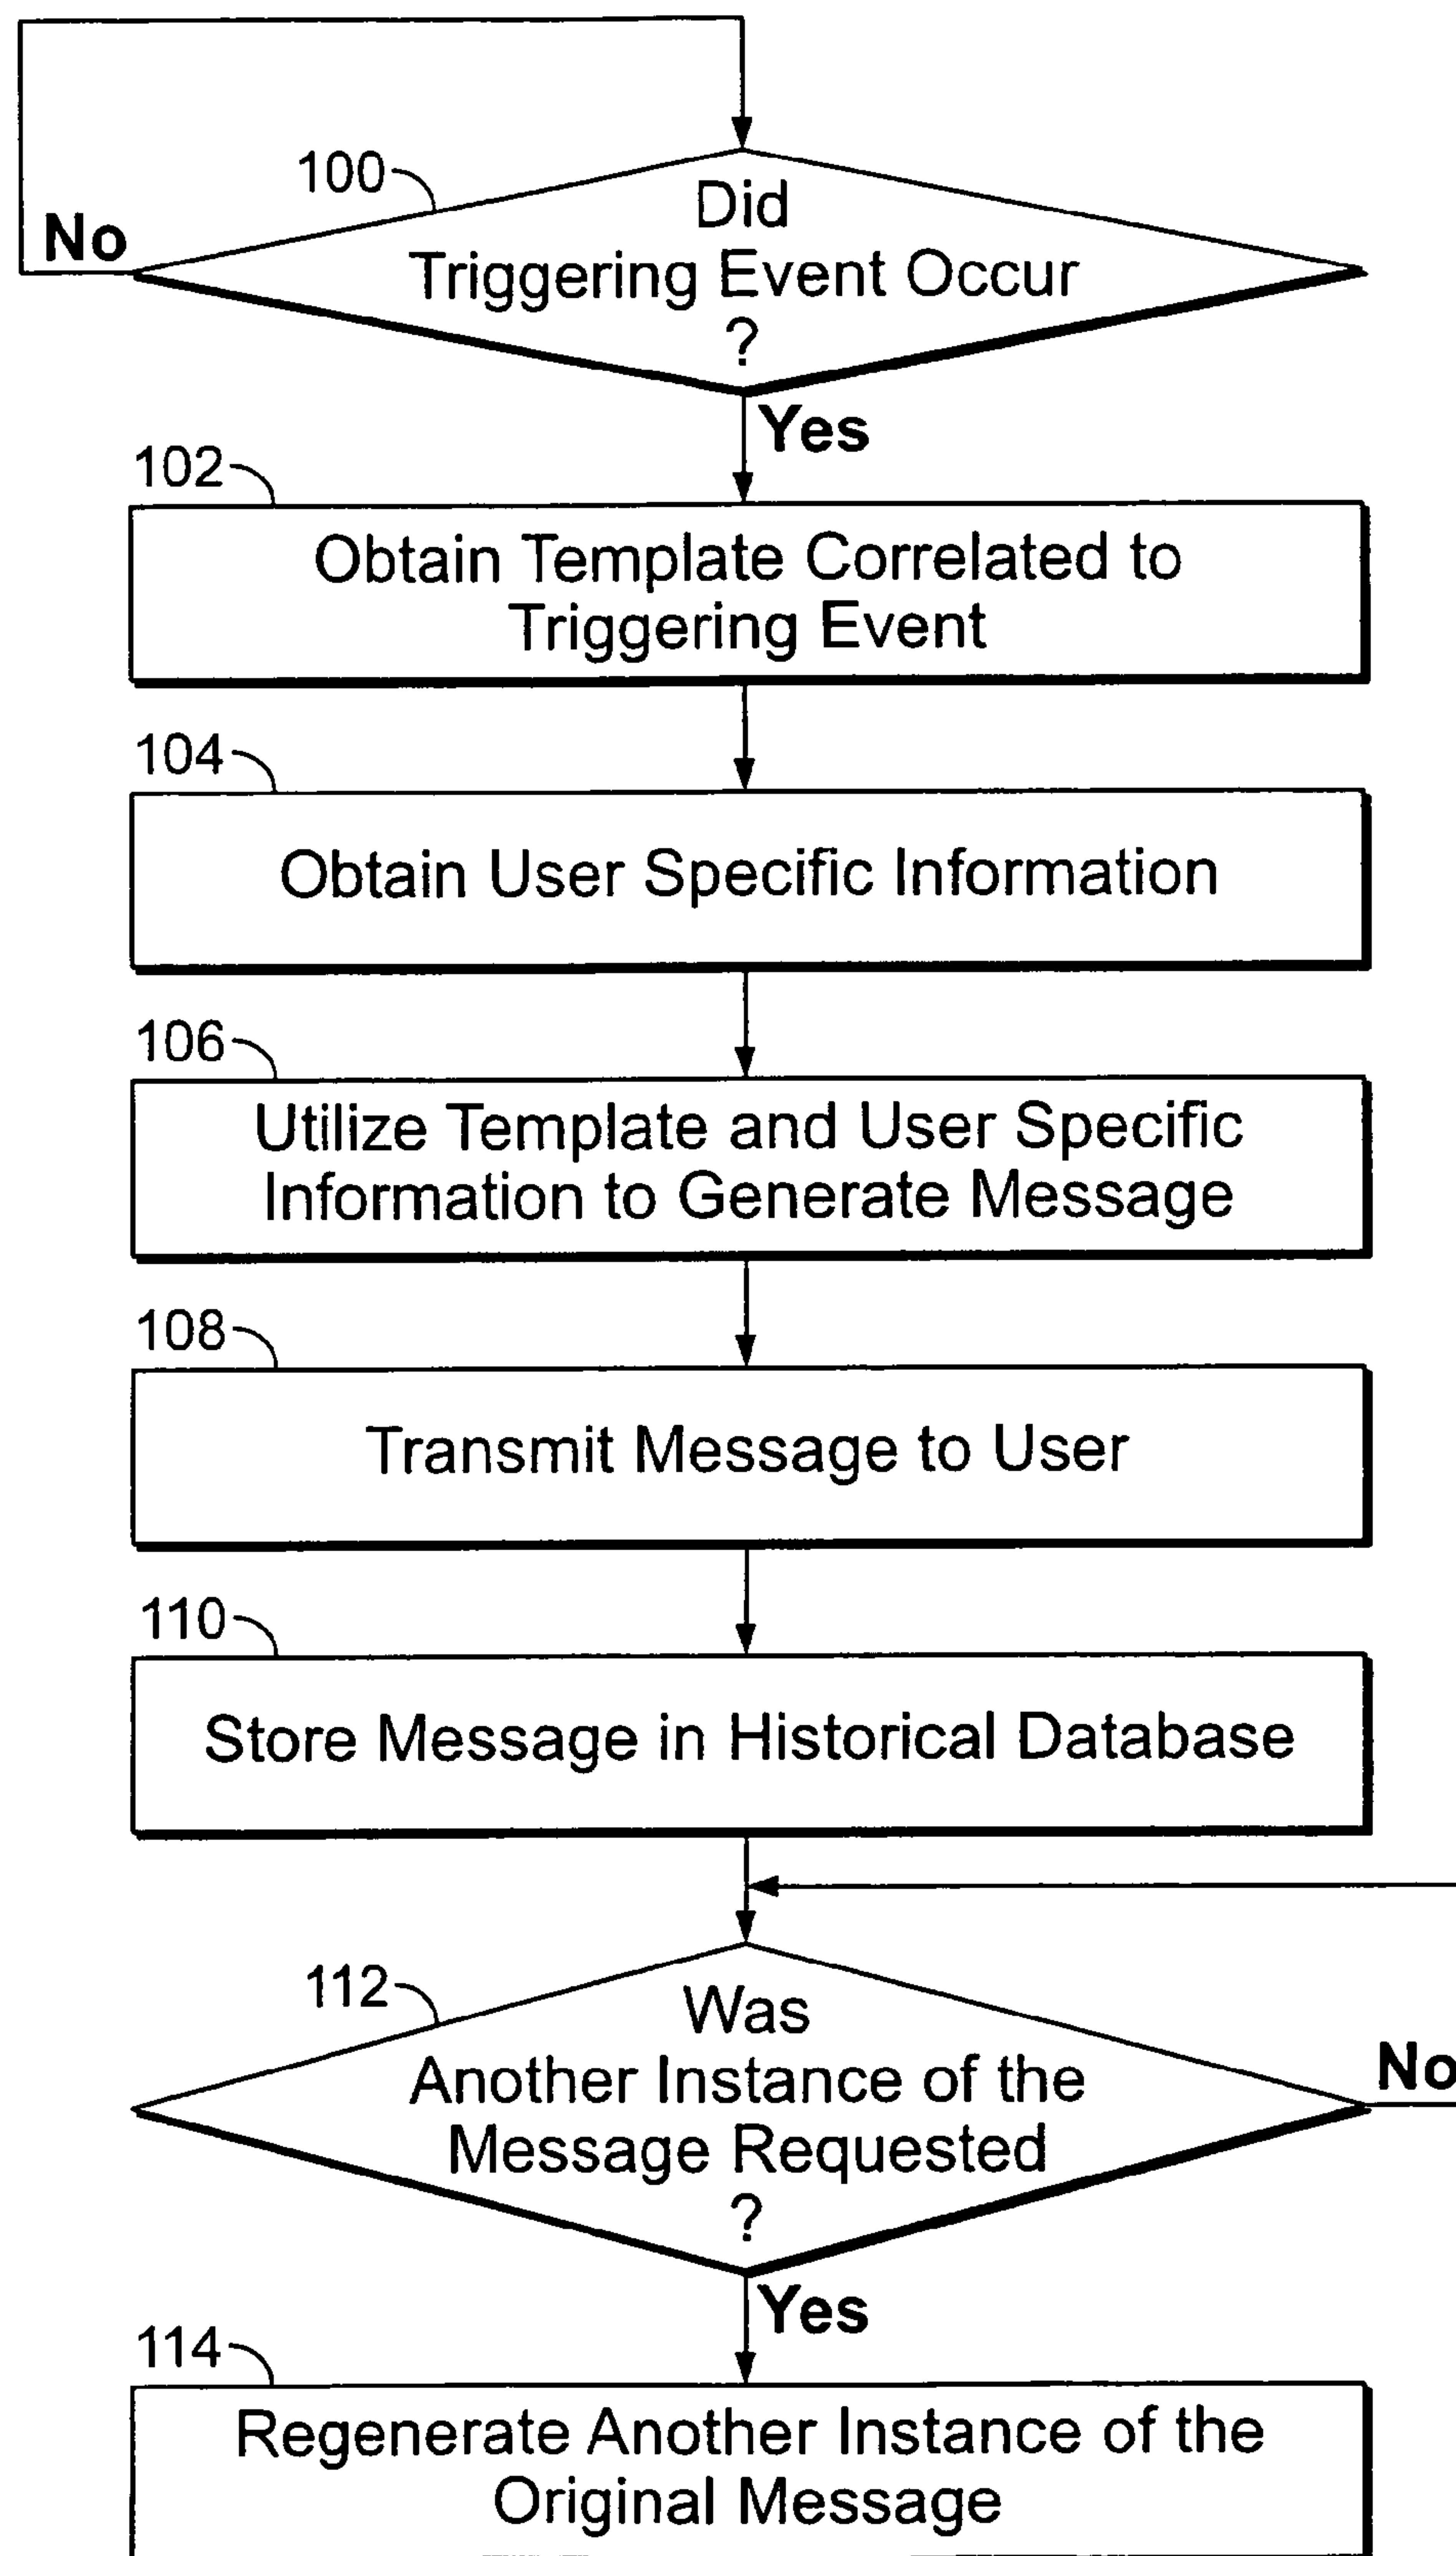 100
No
Did
Triggering Event Occur
?
Yes
102
Obtain Template Correlated to
Triggering Event
104
Obtain User Specific Information
106
Utilize Template and User Specific
Information to Generate Message
108
Transmit Message to User
110
Store Message in Historical Database
112
Was
Another Instance of the
Message Requested
?
No
Yes
114
Regenerate Another Instance of the
Original Message